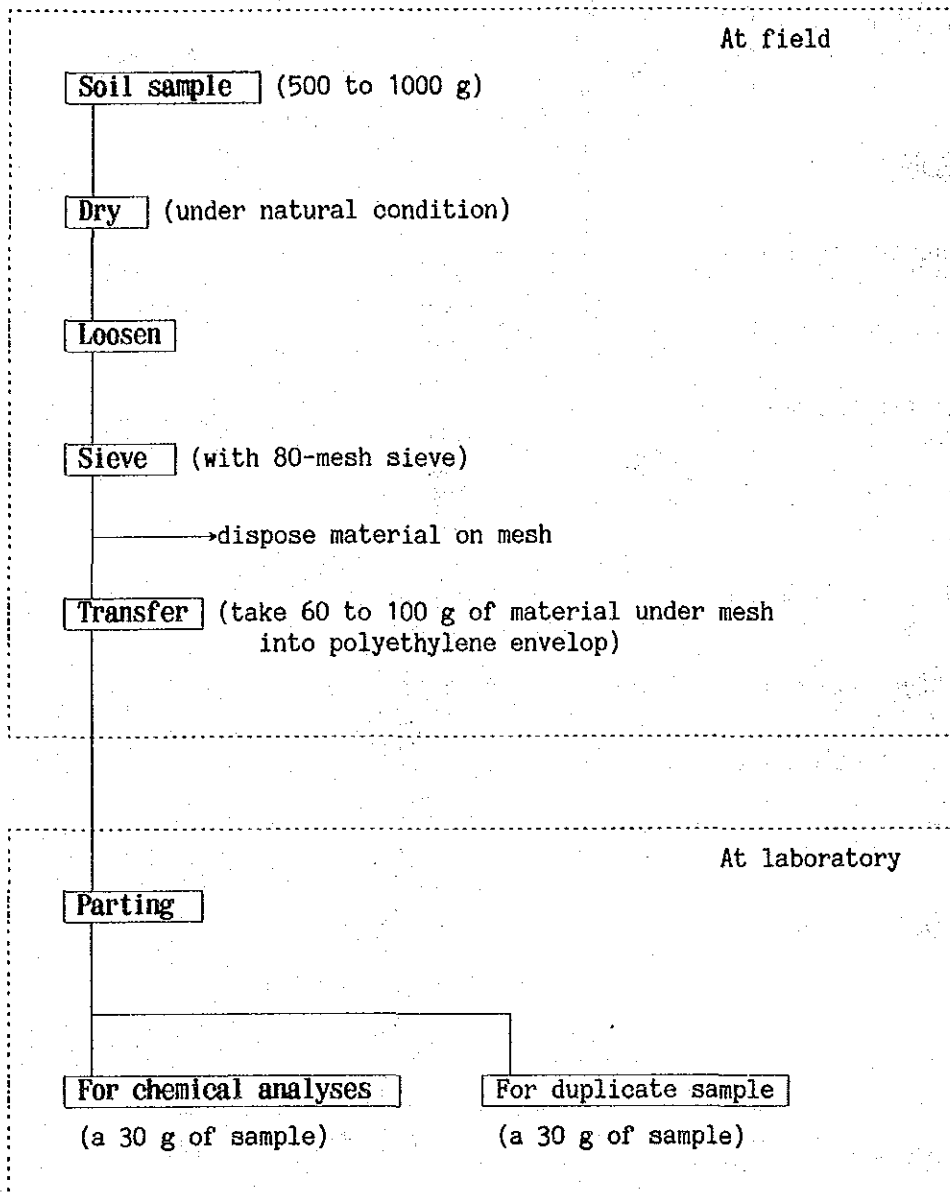 At field
Soil sample (500 to 1000 g)
Dry (under natural condition)
Loosen
Sieve (with 80-mesh sieve)
→dispose material on mesh
Transfer (take 60 to 100 g of material under mesh
into polyethylene envelop)
At laboratory
Parting
For chemical analyses For duplicate sample
(a 30 g of sample) (a 30 g of sample)